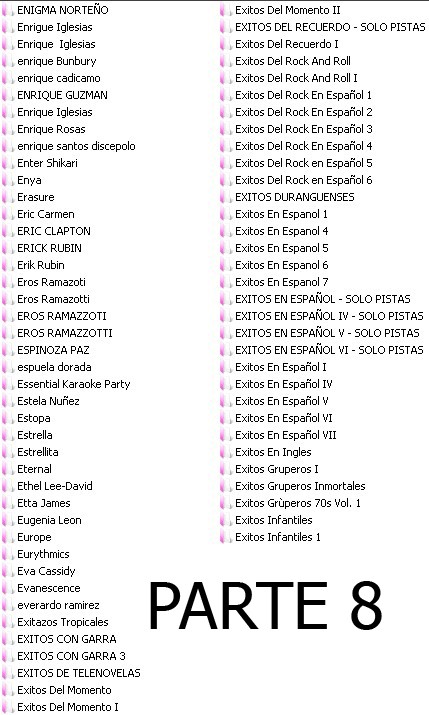 ENIGMA NORTEÑO
Enrigue Iglesias
Enrique  Iglesias
enrique Bunbury
enrique cadicamo
ENRIQUE GUZMAN
Enrique Iglesias
Enrique Rosas
enrique santos discepolo
Enter Shikari
Enya
Erasure
Eric Carmen
ERIC CLAPTON
ERICK RUBIN
Erik Rubin
Eros Ramazoti
Eros Ramazotti
EROS RAMAZZOTI
EROS RAMAZZOTTI
ESPINOZA PAZ
espuela dorada
Essential Karaoke Party
Estela Nuñez
Estopa
Estrella
Estrellita
Eternal
Ethel Lee-David
Etta James
Eugenia Leon
Europe
Eurythmics
Eva Cassidy
Evanescence
everardo ramirez
Exitazos Tropicales
EXITOS CON GARRA
EXITOS CON GARRA 3
EXITOS DE TELENOVELAS
Exitos Del Momento
Exitos Del Momento I
Exitos Del Momento II
EXITOS DEL RECUERDO - SOLO PISTAS
Exitos Del Recuerdo I
Exitos Del Rock And Roll
Exitos Del Rock And Roll I
Exitos Del Rock En Español 1
Exitos Del Rock En Español 2
Exitos Del Rock En Español 3
Exitos Del Rock En Español 4
Exitos Del Rock en Español 5
Exitos Del Rock en Español 6
EXITOS DURANGUENSES
Exitos En Espanol 1
Exitos En Espanol 4
Exitos En Espanol 5
Exitos En Espanol 6
Exitos En Espanol 7
EXITOS EN ESPAÑOL - SOLO PISTAS
EXITOS EN ESPAÑOL IV - SOLO PISTAS
EXITOS EN ESPAÑOL V - SOLO PISTAS
EXITOS EN ESPAÑOL VI - SOLO PISTAS
Exitos En Español I
Exitos En Español IV
Exitos En Español V
Exitos En Español VI
Exitos En Español VII
Exitos En Ingles
Exitos Gruperos I
Exitos Gruperos Inmortales
Exitos Grùperos 70s Vol. 1
Exitos Infantiles
Exitos Infantiles 1
PARTE 8